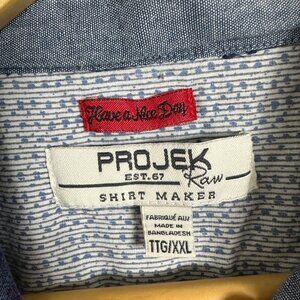 Have a Nice Day
PROJEK
EST. 67 Raw
SHIRT MAKER
FABRIQUÉ AU/
MADE IN
BANGLADESH
TTG/XXL